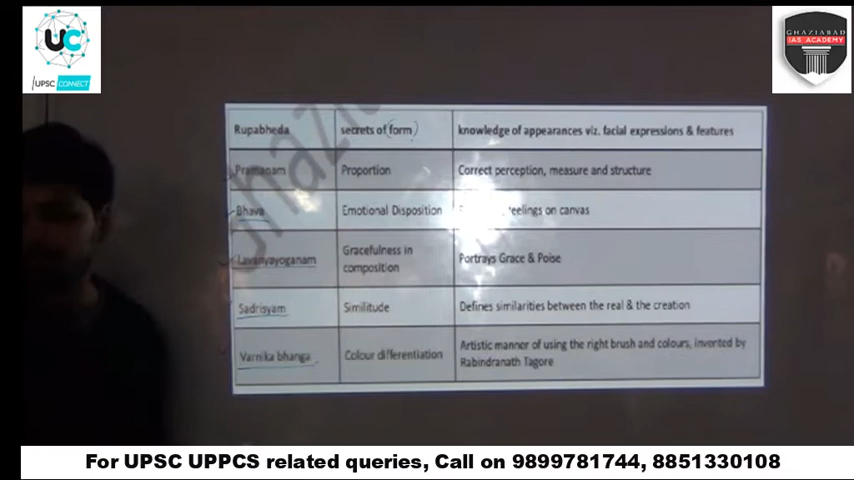 UC
UPSC CONNECT
GHAZIABAD
IAS ACADEMY
Rupabheda
secrets of (form)
knowledge of appearances viz. facial expressions & features
Pramanam
Proportion
Correct perception, measure and structure
Bhava
Emotional Disposition
feelings on canvas
Lavanyayoganam
Gracefulness in
composition
Portrays Grace & Poise
Sadrisyam
Similitude
Defines similarities between the real & the creation
Varnika bhanga
Colour differentiation
Artistic manner of using the right brush and colours, invented by
Rabindranath Tagore
For UPSC UPPCS related queries, Call on 9899781744, 8851330108